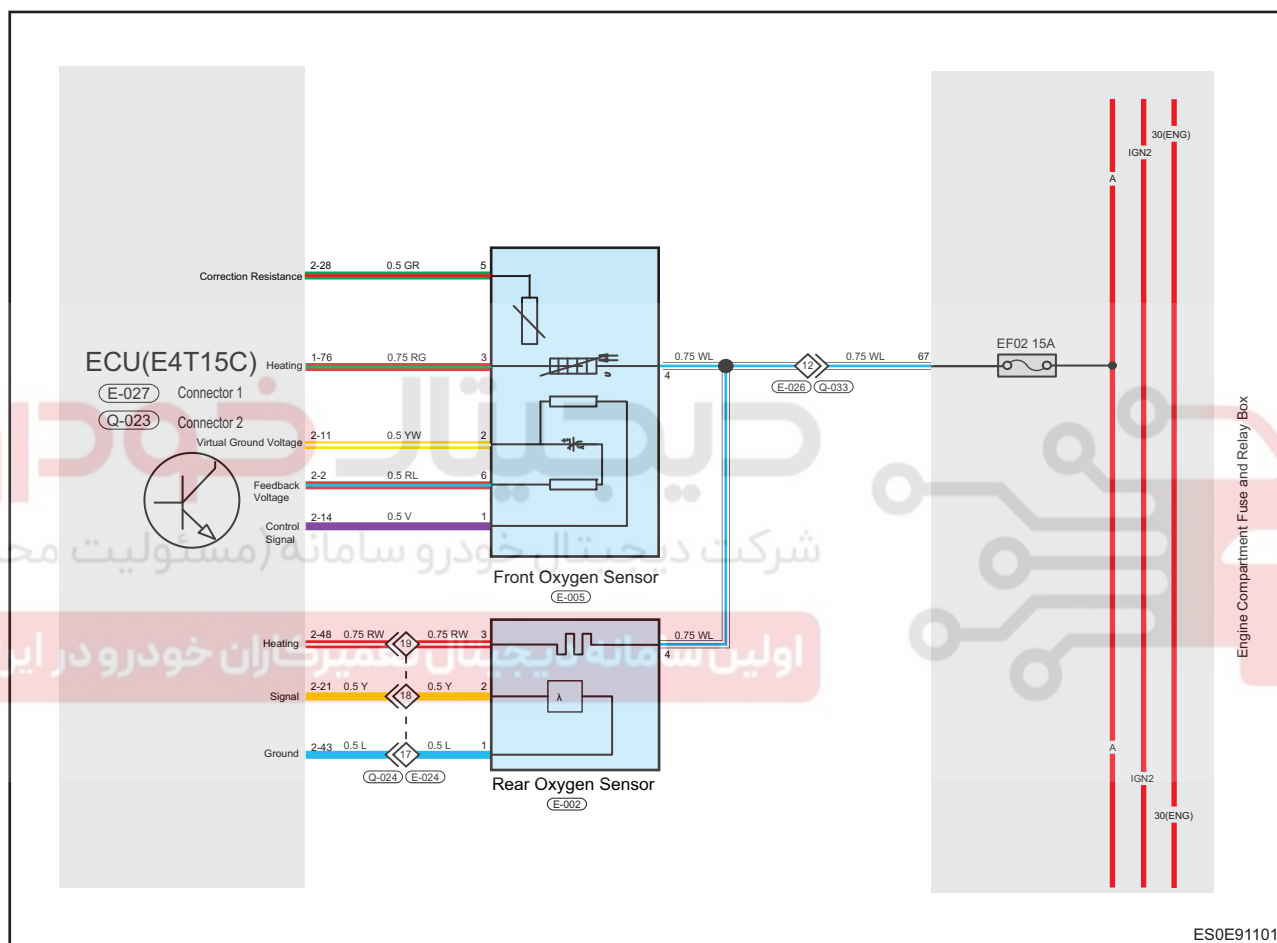 30(ENG)
IGN2
A
Correction Resistance
2-28
0.5 GR
5
ECU(E4T15C)
Heating
1-76
0.75 RG
3
0.75 WL
4
12
0.75 WL
67
EF02 15A
E-026
Q-033
E-027
Connector 1
Q-023
Connector 2
Virtual Ground Voltage
2-11
0.5 YW
2
Feedback
Voltage
2-2
0.5 RL
6
Control
Signal
2-14
0.5 V
1
Front Oxygen Sensor
E-005
Engine Compartment Fuse and Relay Box
دیجیتال خودرو
شرکت دیجیتال خودرو سامانه (مسئولیت
اولین سامانه دیجیتال تعمیرکاران خودرو در
Heating
2-48
0.75 RW
19
0.75 RW
3
0.75 WL
4
Signal
2-21
0.5 Y
18
0.5 Y
2
λ
Ground
2-43
0.5 L
17
0.5 L
1
Q-024
E-024
Rear Oxygen Sensor
E-002
A
IGN2
30(ENG)
ES0E91101